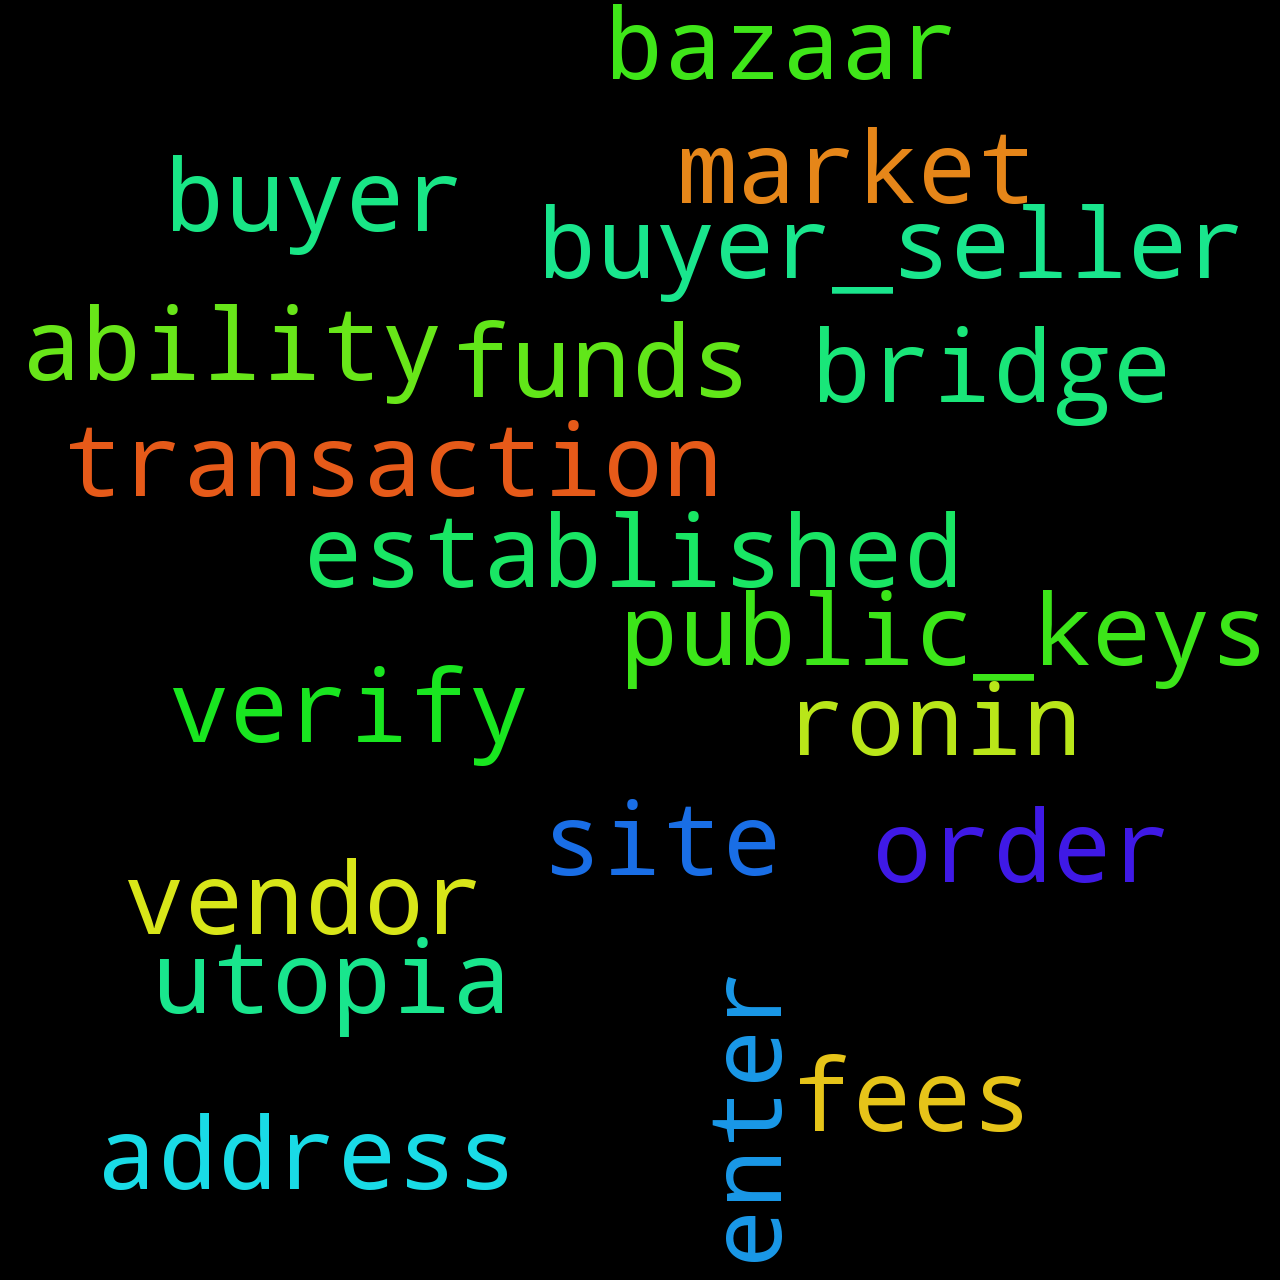 bazaar
market
buyer
buyer_seller
ability
funds
bridge
transaction
established
public_keys
verify
ronin
site
order
vendor
utopia
enter
fees
address